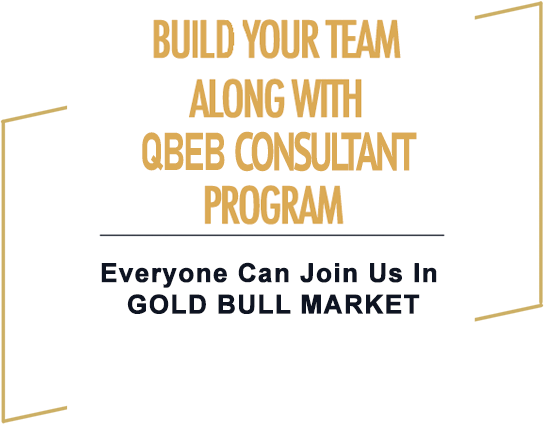 BUILD YOUR TEAM
ALONG WITH
QBEB CONSULTANT
PROGRAM
Everyone Can Join Us In
GOLD BULL MARKET